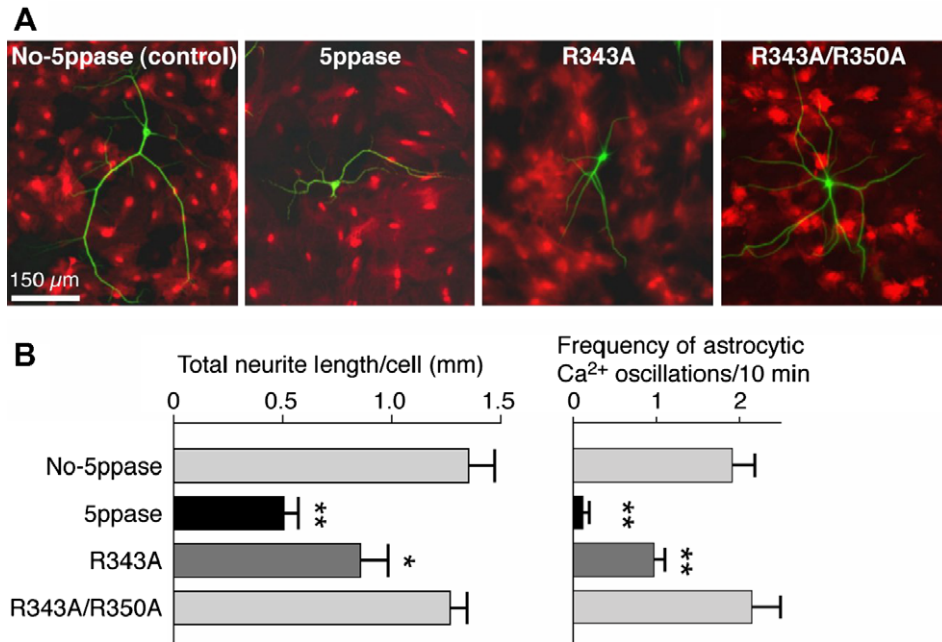 A
No-5ppase (control)
5ppase
R343A
R343A/R350A
150 µm
B
Total neurite length/cell (mm)
0
0.5
1.0
1.5
Frequency of astrocytic
Ca²⁺ oscillations/10 min
0
1
2
No-5ppase
5ppase
**
**
R343A
*
**
R343A/R350A